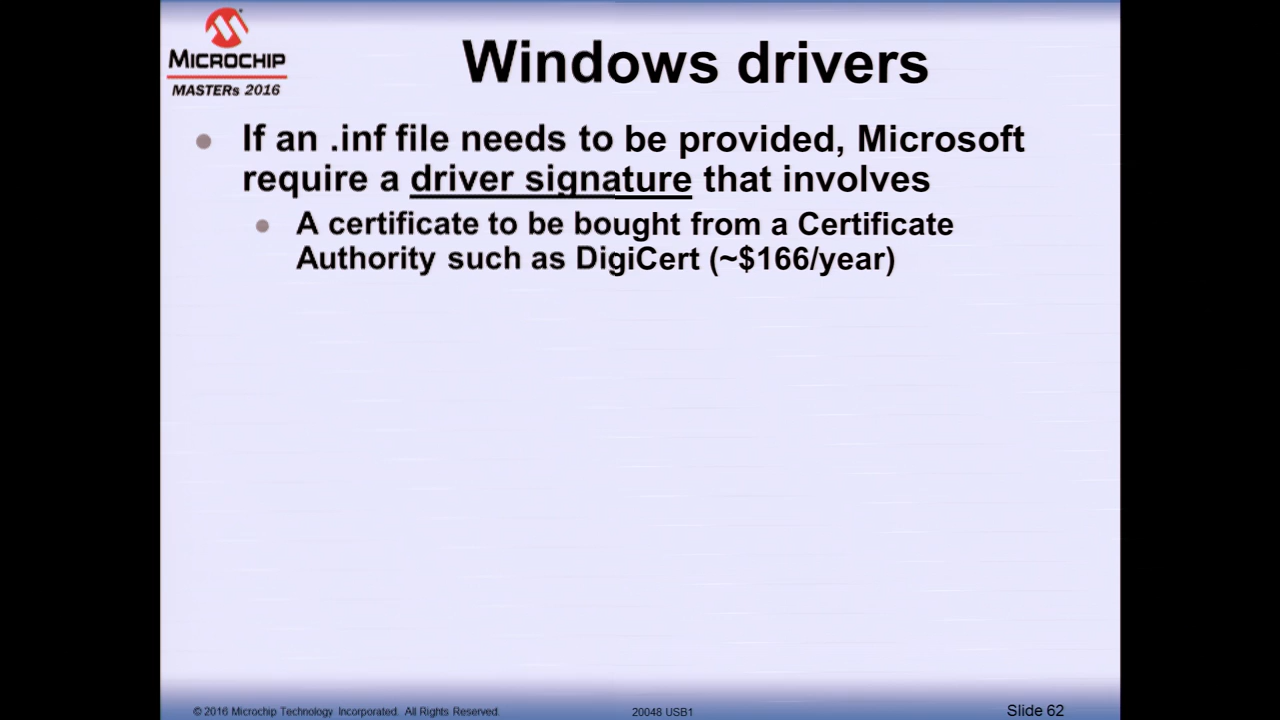 MICROCHIP
MASTERs 2016
Windows drivers
If an .inf file needs to be provided, Microsoft
require a driver signature that involves
A certificate to be bought from a Certificate
Authority such as DigiCert (~$166/year)
© 2016 Microchip Technology Incorporated. All Rights Reserved.
20048 USB1
Slide 62